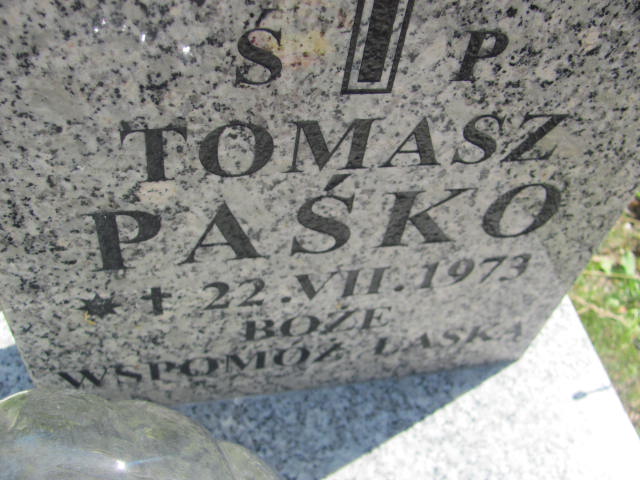 Ś P
TOMASZ
PAŚKO
* † 22.VII.1973
BOŻE
WSPOMÓŻ ŁASKĄ